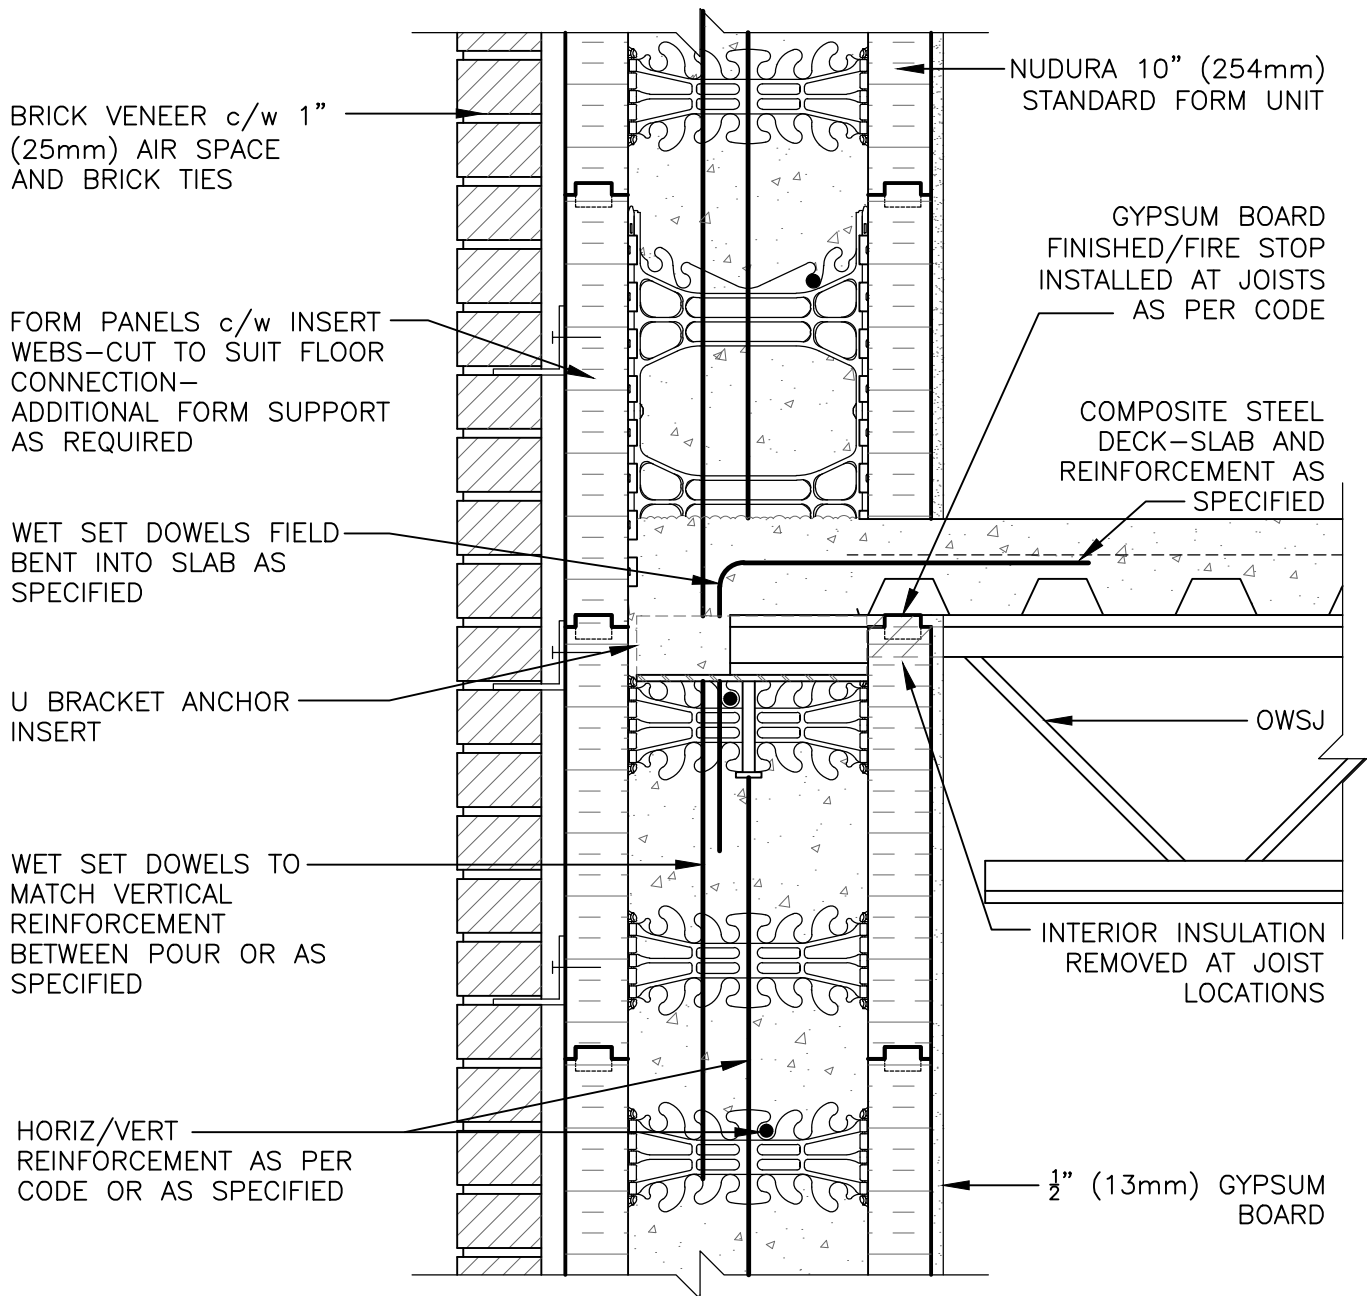 BRICK VENEER c/w 1”
(25mm) AIR SPACE
AND BRICK TIES
FORM PANELS c/w INSERT
WEBS-CUT TO SUIT FLOOR
CONNECTION-
ADDITIONAL FORM SUPPORT
AS REQUIRED
WET SET DOWELS FIELD
BENT INTO SLAB AS
SPECIFIED
U BRACKET ANCHOR
INSERT
WET SET DOWELS TO
MATCH VERTICAL
REINFORCEMENT
BETWEEN POUR OR AS
SPECIFIED
HORIZ/VERT
REINFORCEMENT AS PER
CODE OR AS SPECIFIED
NUDURA 10” (254mm)
STANDARD FORM UNIT
GYPSUM BOARD
FINISHED/FIRE STOP
INSTALLED AT JOISTS
AS PER CODE
COMPOSITE STEEL
DECK-SLAB AND
REINFORCEMENT AS
SPECIFIED
OWSJ
INTERIOR INSULATION
REMOVED AT JOIST
LOCATIONS
½” (13mm) GYPSUM
BOARD